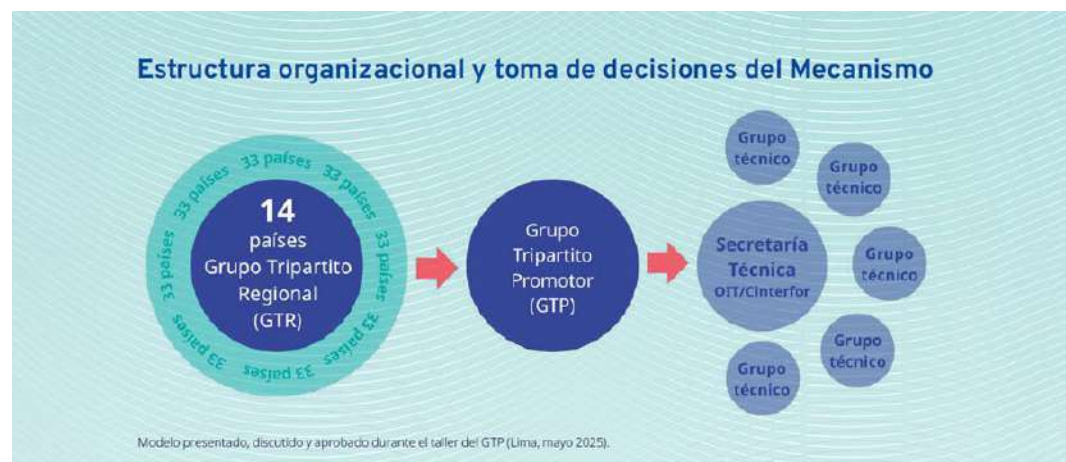 Estructura organizacional y toma de decisiones del Mecanismo
33 países
33 países
33 países
33 países
33 países
33 países
33 países
33 países
14
países
Grupo Tripartito
Regional
(GTR)
Grupo
Tripartito
Promotor
(GTP)
Secretaría
Técnica
OIT/Cinterfor
Grupo
técnico
Grupo
técnico
Grupo
técnico
Grupo
técnico
Grupo
técnico
Modelo presentado, discutido y aprobado durante el taller del GTP (Lima, mayo 2025).